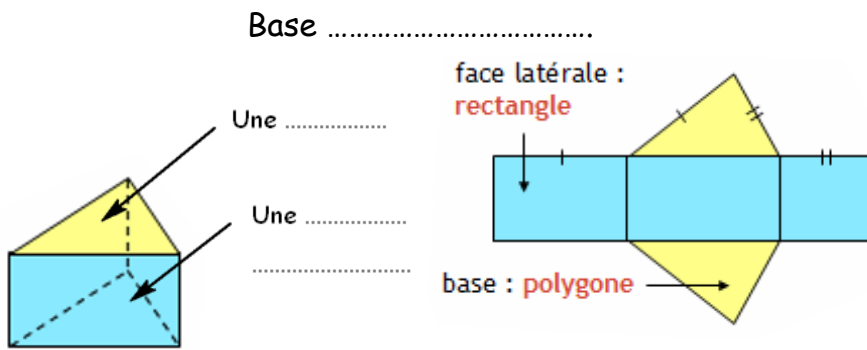 Base ....................................
Une .................
Une .................
...........................
face latérale :
rectangle
base : polygone